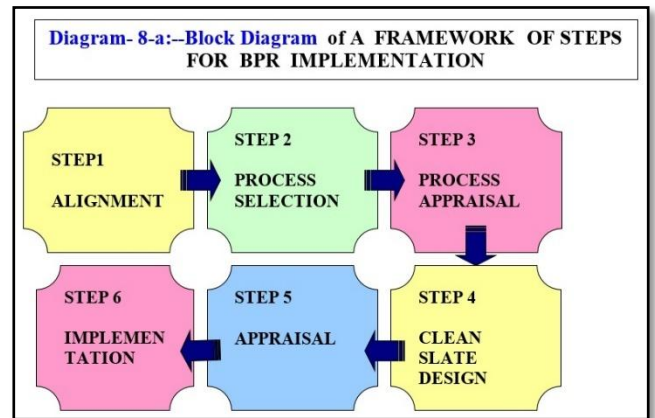 Diagram- 8-a:--Block Diagram of A FRAMEWORK OF STEPS
FOR BPR IMPLEMENTATION
STEP1
ALIGNMENT
STEP 2
PROCESS
SELECTION
STEP 3
PROCESS
APPRAISAL
STEP 4
CLEAN
SLATE
DESIGN
STEP 5
APPRAISAL
STEP 6
IMPLEMEN
TATION